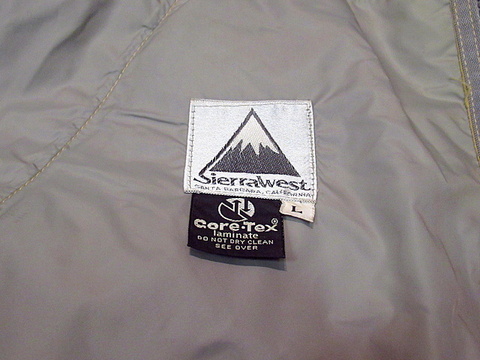 SierraWest
SANTA BARBARA, CALIFORNIA
L
GORE-TEX®
laminate
DO NOT DRY CLEAN
SEE OVER